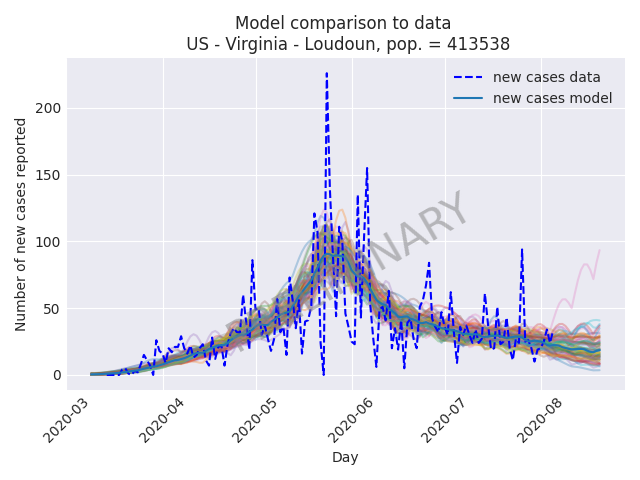 Model comparison to data
US - Virginia - Loudoun, pop. = 413538
new cases data
new cases model
Number of new cases reported
200
150
100
50
0
2020-03
2020-04
2020-05
2020-06
2020-07
2020-08
Day